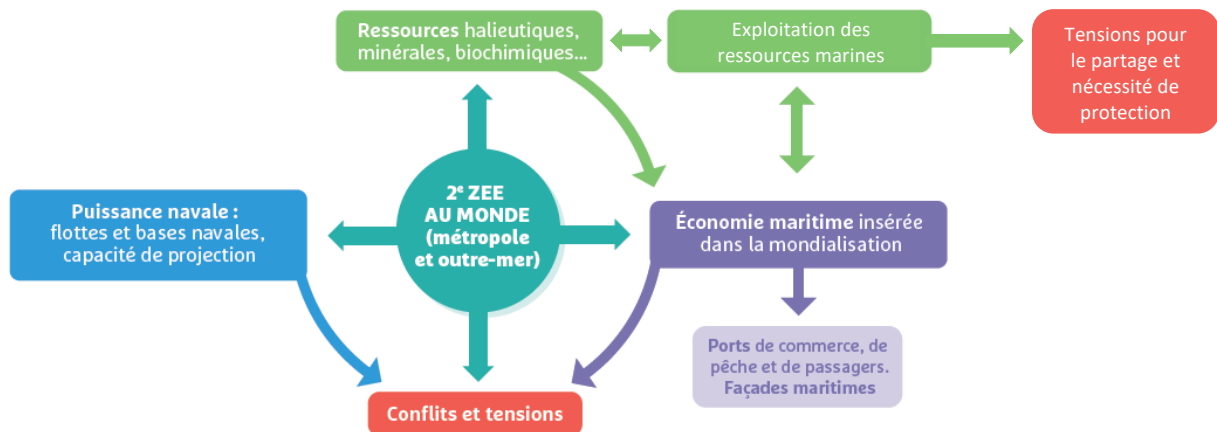 Ressources halieutiques,
minérales, biochimiques...
Exploitation des
ressources marines
Tensions pour
le partage et
nécessité de
protection
2e ZEE
AU MONDE
(métropole
et outre-mer)
Puissance navale :
flottes et bases navales,
capacité de projection
Économie maritime insérée
dans la mondialisation
Ports de commerce, de
pêche et de passagers.
Façades maritimes
Conflits et tensions